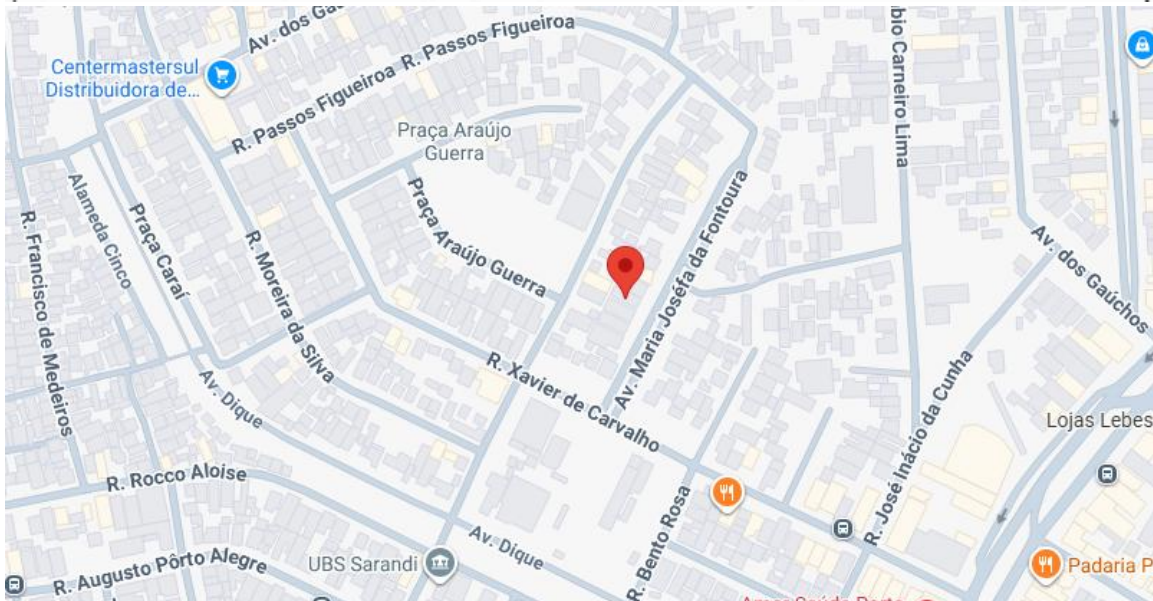 Av. dos Ga
R. Passos Figueiroa
R. Passos Figueiroa
Centermastersul
Distribuidora de...
Praça Araújo
Guerra
Carneiro Lima
Alameda Cinco
Praça Caraí
R. Francisco de Medeiros
R. Moreira da Silva
Praça Araújo Guerra
Av. Maria Joséfa da Fontoura
Av. dos Gaúchos
R. Xavier de Carvalho
Av. Dique
R. José Inácio da Cunha
Lojas Lebes
R. Rocco Aloise
R. Bento Rosa
Av. Dique
UBS Sarandi
R. Augusto Pôrto Alegre
Padaria P